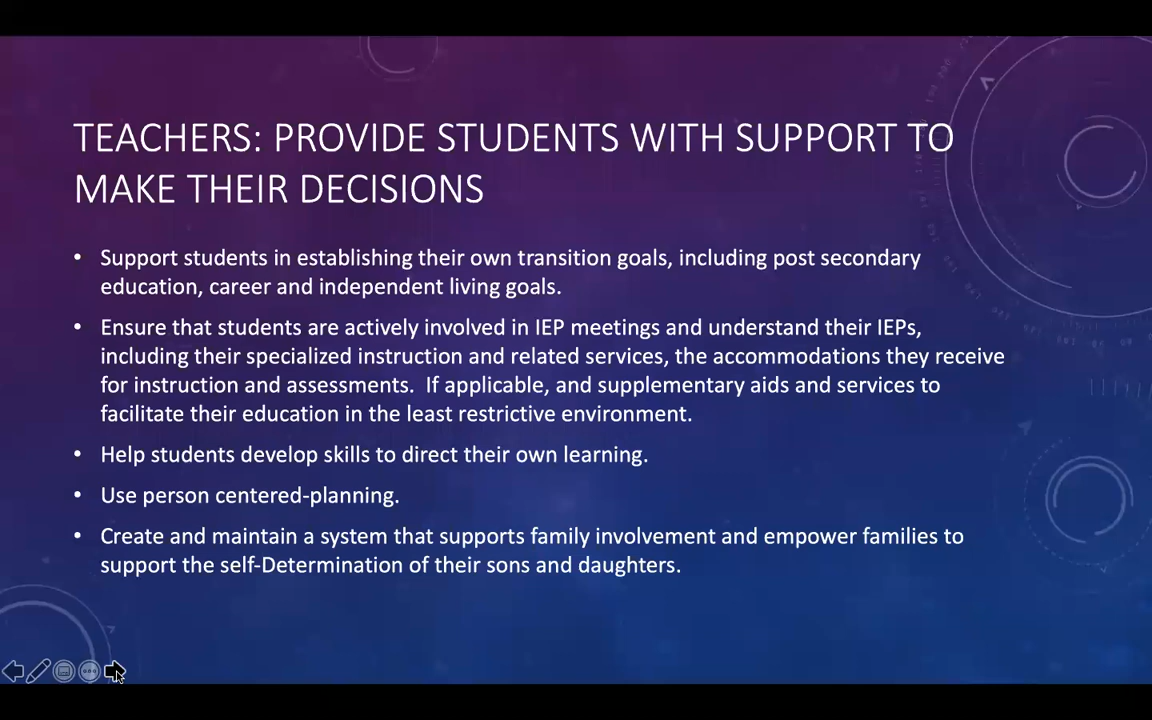 TEACHERS: PROVIDE STUDENTS WITH SUPPORT TO
MAKE THEIR DECISIONS
• Support students in establishing their own transition goals, including post secondary
education, career and independent living goals.
• Ensure that students are actively involved in IEP meetings and understand their IEPs,
including their specialized instruction and related services, the accommodations they receive
for instruction and assessments.  If applicable, and supplementary aids and services to
facilitate their education in the least restrictive environment.
• Help students develop skills to direct their own learning.
• Use person centered-planning.
• Create and maintain a system that supports family involvement and empower families to
support the self-Determination of their sons and daughters.